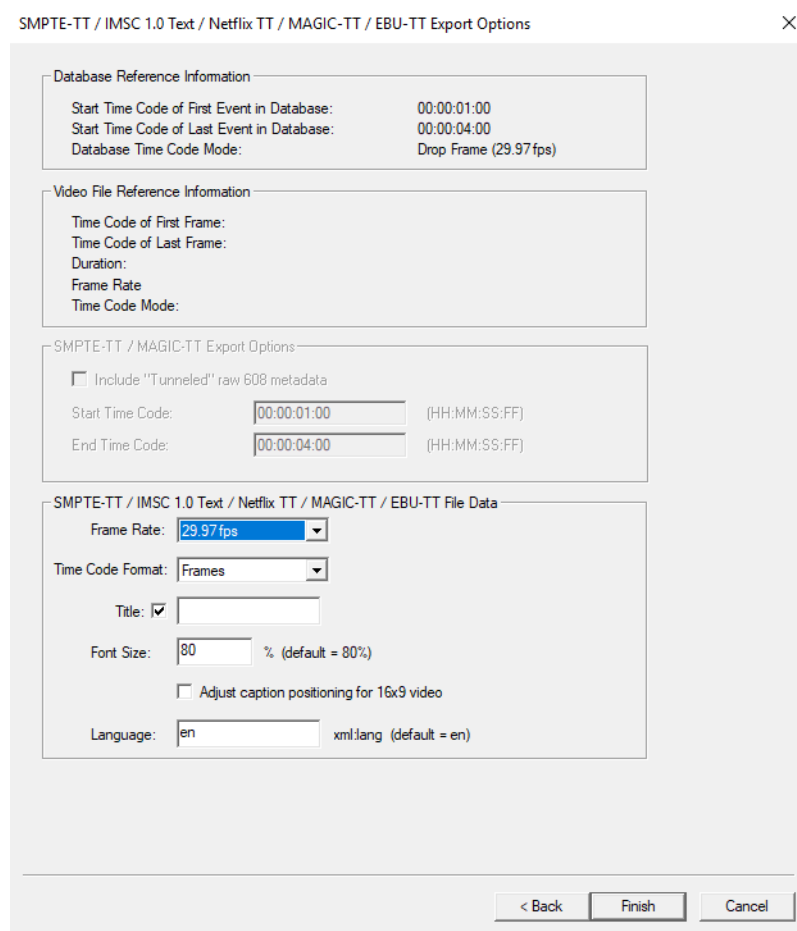 SMPTE-TT / IMSC 1.0 Text / Netflix TT / MAGIC-TT / EBU-TT Export Options
Database Reference Information
Start Time Code of First Event in Database: 00:00:01:00
Start Time Code of Last Event in Database: 00:00:04:00
Database Time Code Mode: Drop Frame (29.97 fps)
Video File Reference Information
Time Code of First Frame:
Time Code of Last Frame:
Duration:
Frame Rate
Time Code Mode:
SMPTE-TT / MAGIC-TT Export Options
Include "Tunneled" raw 608 metadata
Start Time Code: 00:00:01:00 (HH:MM:SS:FF)
End Time Code: 00:00:04:00 (HH:MM:SS:FF)
SMPTE-TT / IMSC 1.0 Text / Netflix TT / MAGIC-TT / EBU-TT File Data
Frame Rate: 29.97 fps
Time Code Format: Frames
Title:
Font Size: 80 % (default = 80%)
Adjust caption positioning for 16x9 video
Language: en xml:lang (default = en)
< Back Finish Cancel